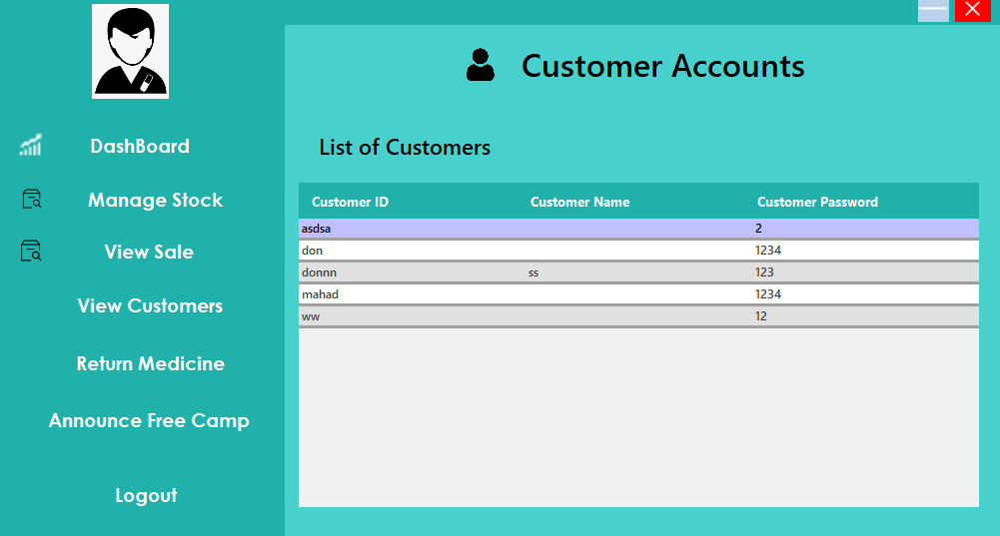 Customer Accounts
DashBoard
Manage Stock
View Sale
View Customers
Return Medicine
Announce Free Camp
Logout
List of Customers
Customer ID Customer Name Customer Password
asdsa 2
don 1234
donnn ss 123
mahad 1234
ww 12